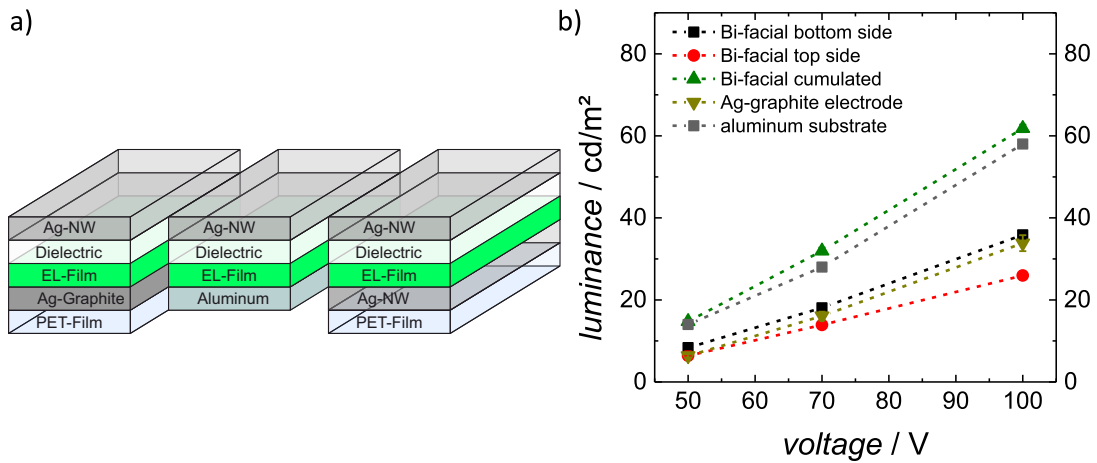 a)
Ag-NW
Dielectric
EL-Film
Ag-Graphite
PET-Film
Ag-NW
Dielectric
EL-Film
Aluminum
Ag-NW
Dielectric
EL-Film
Ag-NW
PET-Film
b)
Bi-facial bottom side
Bi-facial top side
Bi-facial cumulated
Ag-graphite electrode
aluminum substrate
luminance / cd/m²
80
60
40
20
0
80
60
40
20
0
50 60 70 80 90 100
voltage / V